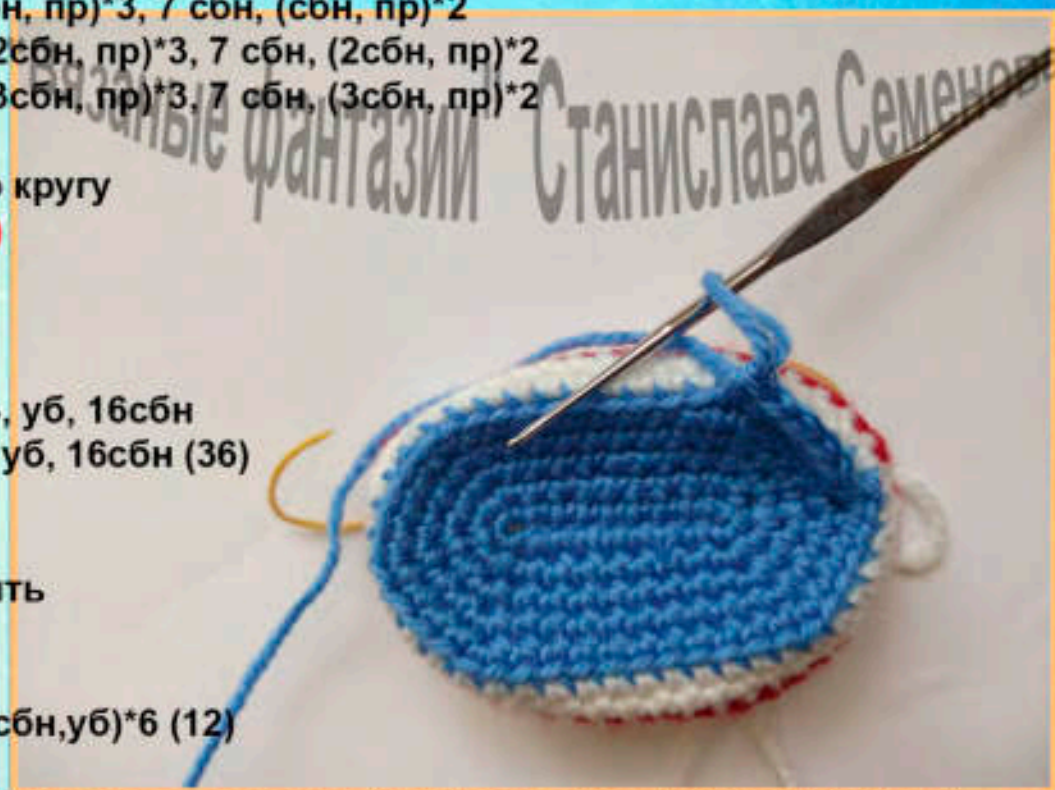 н, пр)*3, 7 сбн, (сбн, пр)*2
2сбн, пр)*3, 7 сбн, (2сбн, пр)*2
3сбн, пр)*3, 7 сбн, (3сбн, пр)*2
Вязаные фантазии" Станислава Семенов
кругу
, уб, 16сбн
уб, 16сбн (36)
ть
сбн,уб)*6 (12)